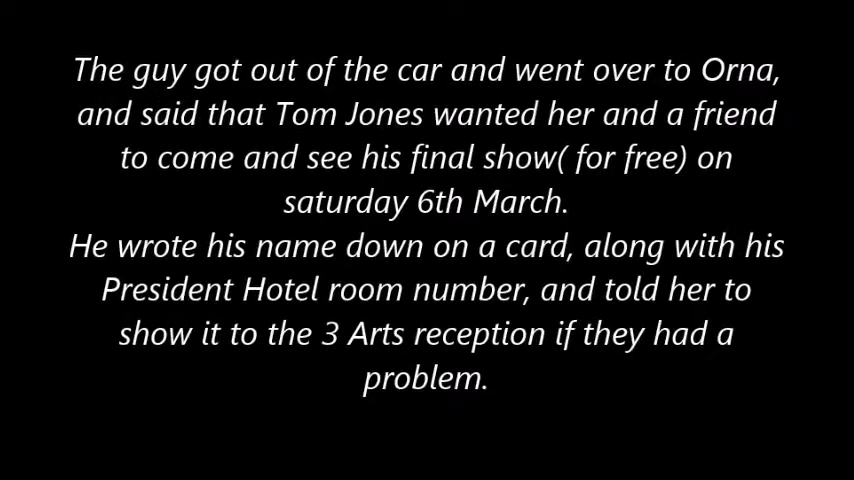 The guy got out of the car and went over to Orna,
and said that Tom Jones wanted her and a friend
to come and see his final show( for free) on
saturday 6th March.
He wrote his name down on a card, along with his
President Hotel room number, and told her to
show it to the 3 Arts reception if they had a
problem.